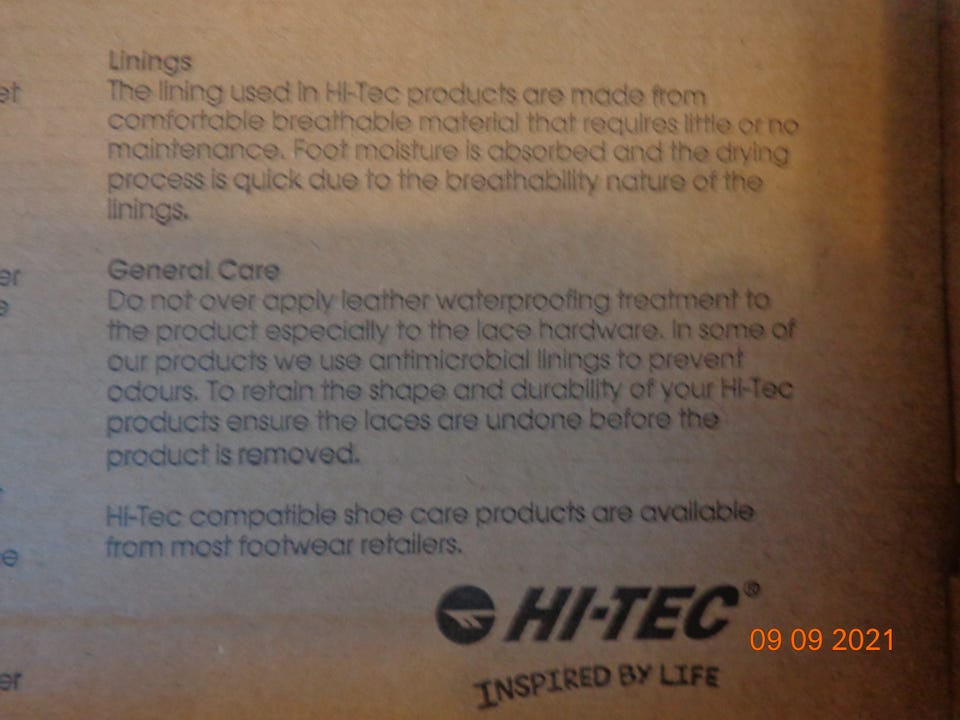 Linings
et
The lining used in Hi-Tec products are made from
comfortable breathable material that requires little or no
maintenance. Foot moisture is absorbed and the drying
process is quick due to the breathability nature of the
linings.
General Care
er
Do not over apply leather waterproofing treatment to
e
the product especially to the lace hardware. In some of
our products we use antimicrobial linings to prevent
odours. To retain the shape and durability of your Hi-Tec
products ensure the laces are undone before the
product is removed.
Hi-Tec compatible shoe care products are available
from most footwear retailers.
e
HI-TEC®
09 09 2021
INSPIRED BY LIFE
er